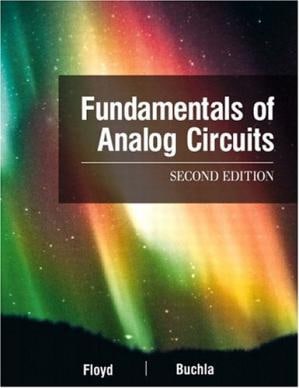 Fundamentals of
Analog Circuits
SECOND EDITION
Floyd | Buchla